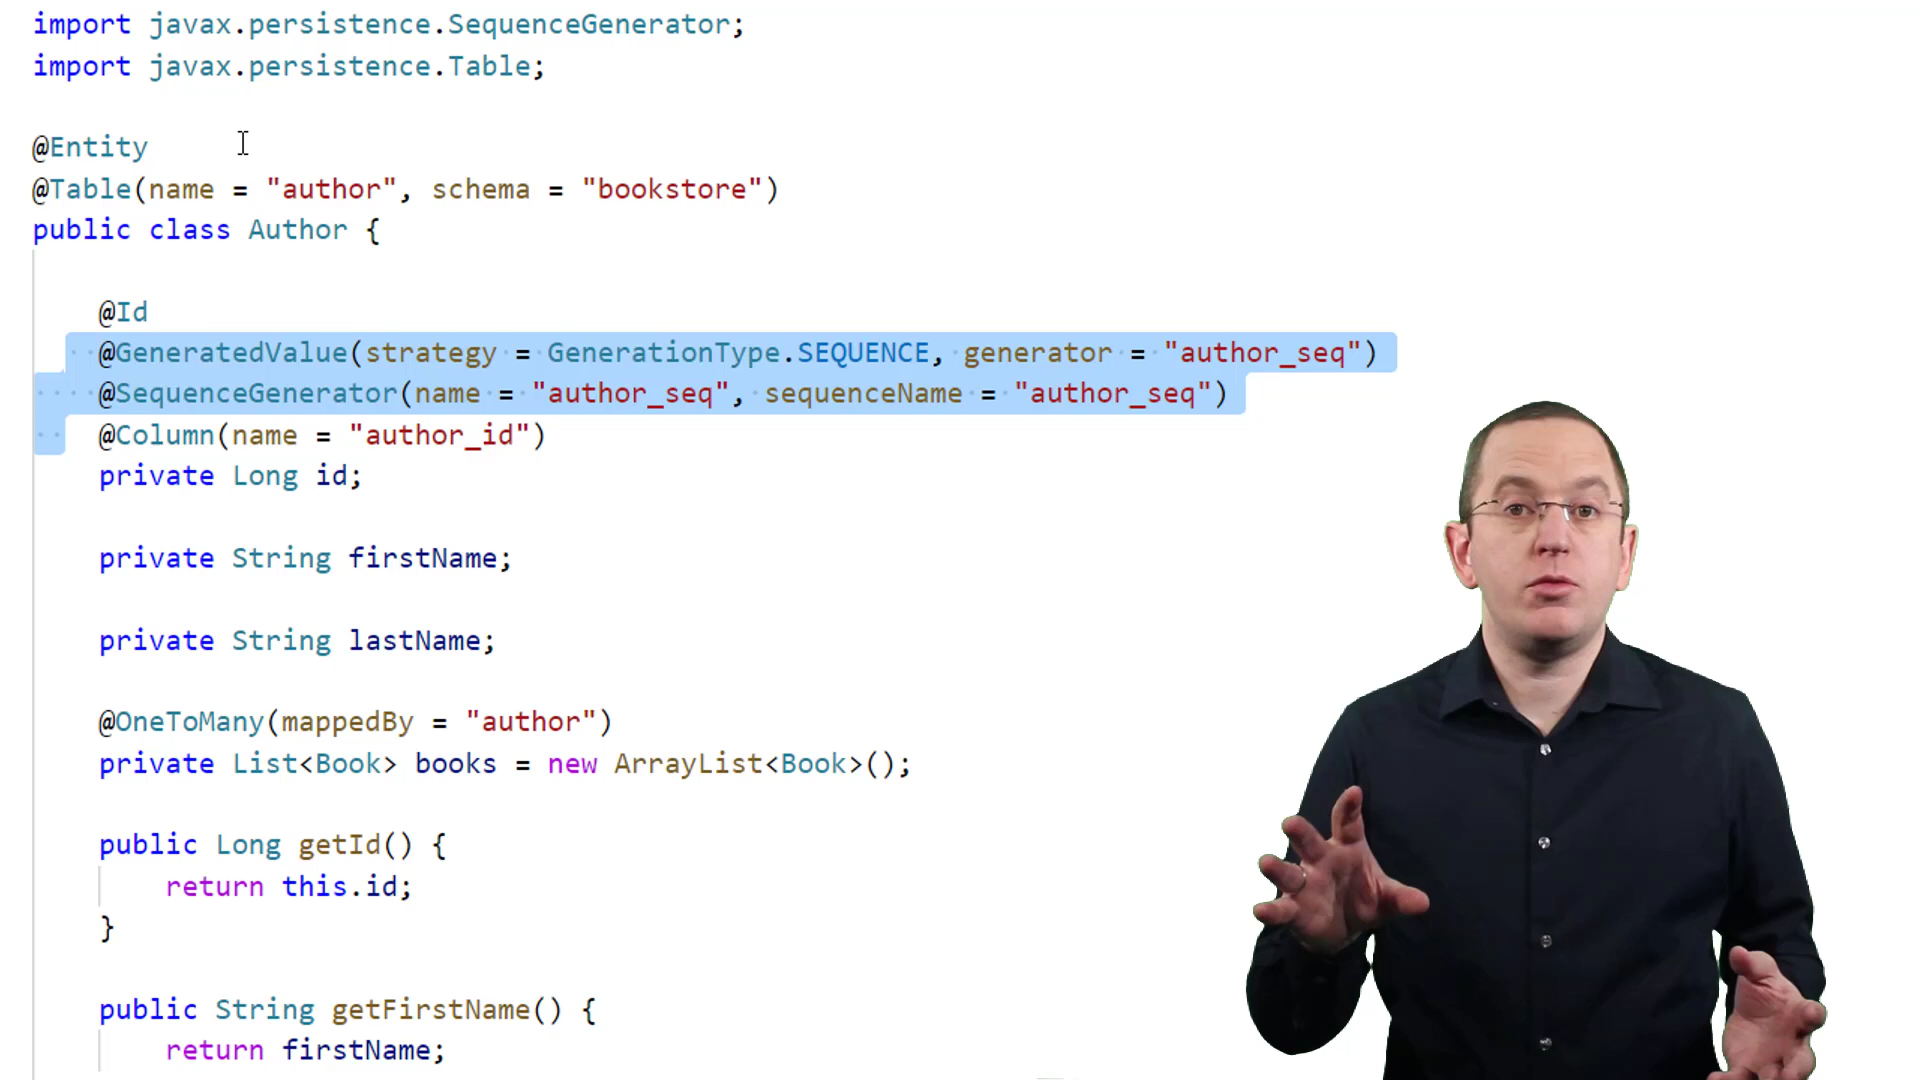 import javax.persistence.SequenceGenerator;
import javax.persistence.Table;
@Entity
@Table(name = "author", schema = "bookstore")
public class Author {
@Id
@GeneratedValue(strategy = GenerationType.SEQUENCE, generator = "author_seq")
@SequenceGenerator(name = "author_seq", sequenceName = "author_seq")
@Column(name = "author_id")
private Long id;
private String firstName;
private String lastName;
@OneToMany(mappedBy = "author")
private List<Book> books = new ArrayList<Book>();
public Long getId() {
return this.id;
}
public String getFirstName() {
return firstName;